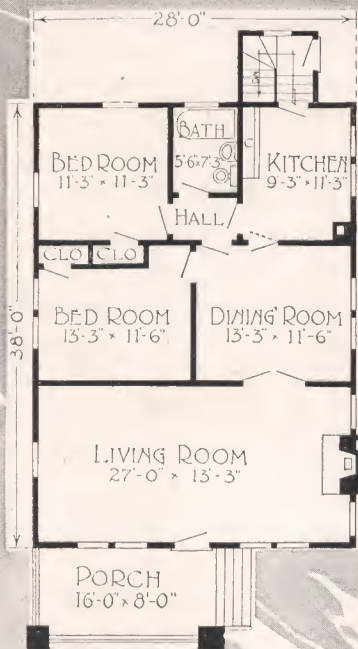 28'-0"
BATH
5'6x7'-3"
BED ROOM
11'-3" x 11'-3"
C
KITCHEN
9'-3" x 11'-3"
HALL
CLO
CLO
38'-0"
BED ROOM
13'-3" x 11'-6"
DINING ROOM
13'-3" x 11'-6"
LIVING ROOM
27'-0" x 13'-3"
PORCH
16'-0" x 8'-0"